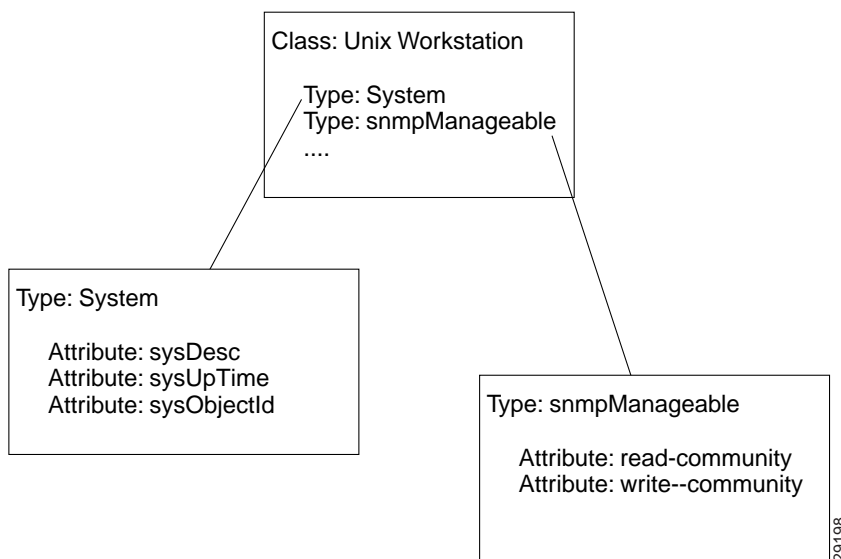 Class: Unix Workstation
Type: System
Type: snmpManageable
....
Type: System
Attribute: sysDesc
Attribute: sysUpTime
Attribute: sysObjectId
Type: snmpManageable
Attribute: read-community
Attribute: write--community
29198